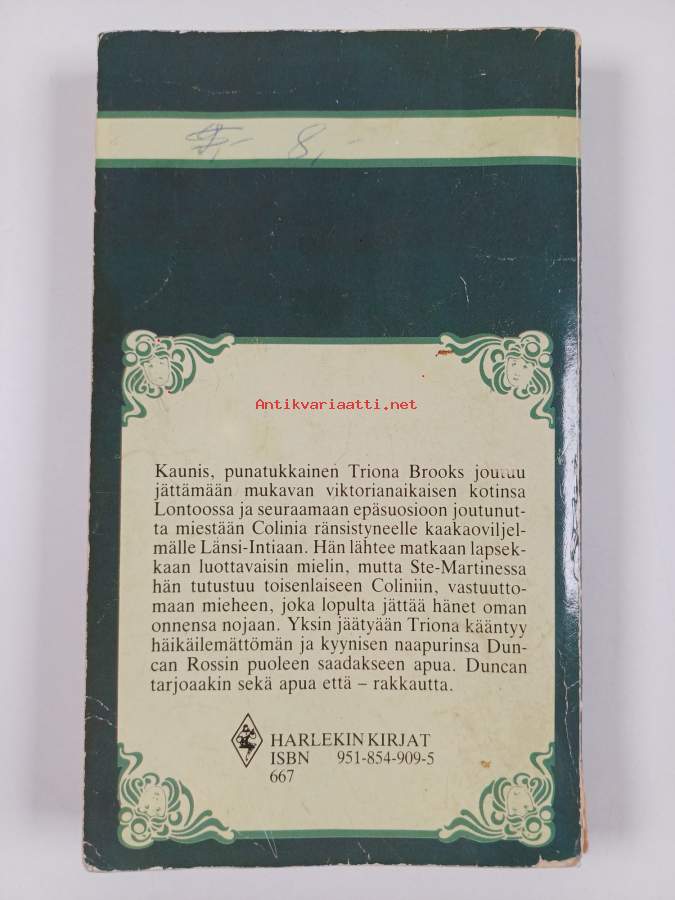 8,-
Antikvariaatti.net
Kaunis, punatukkainen Triona Brooks joutuu
jättämään mukavan viktorianaikaisen kotinsa
Lontoossa ja seuraamaan epäsuosioon joutunut-
ta miestään Colinia ränsistyneelle kaakaoviljel-
mälle Länsi-Intiaan. Hän lähtee matkaan lapsek-
kaan luottavaisin mielin, mutta Ste-Martinessa
hän tutustuu toisenlaiseen Coliniin, vastuutto-
maan mieheen, joka lopulta jättää hänet oman
onnensa nojaan. Yksin jäätyään Triona kääntyy
häikäilemättömän ja kyynisen naapurinsa Dun-
can Rossin puoleen saadakseen apua. Duncan
tarjoaakin sekä apua että – rakkautta.
HARLEKIN KIRJAT
ISBN 951-854-909-5
667